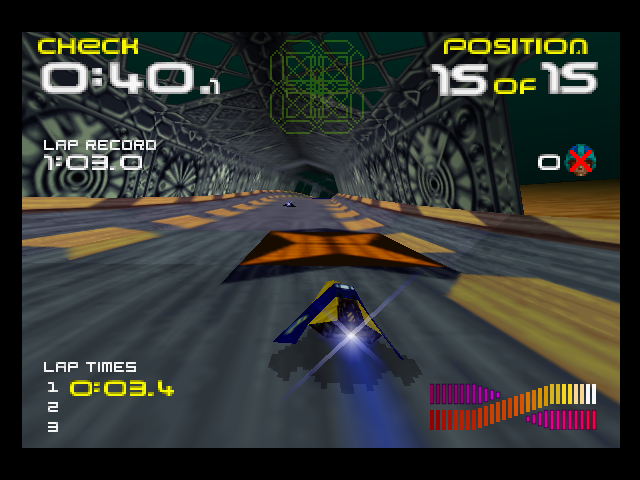 CHECK
0:40.1
POSITION
15 OF 15
LAP RECORD
1:03.0
0
LAP TIMES
1 0:03.4
2
3